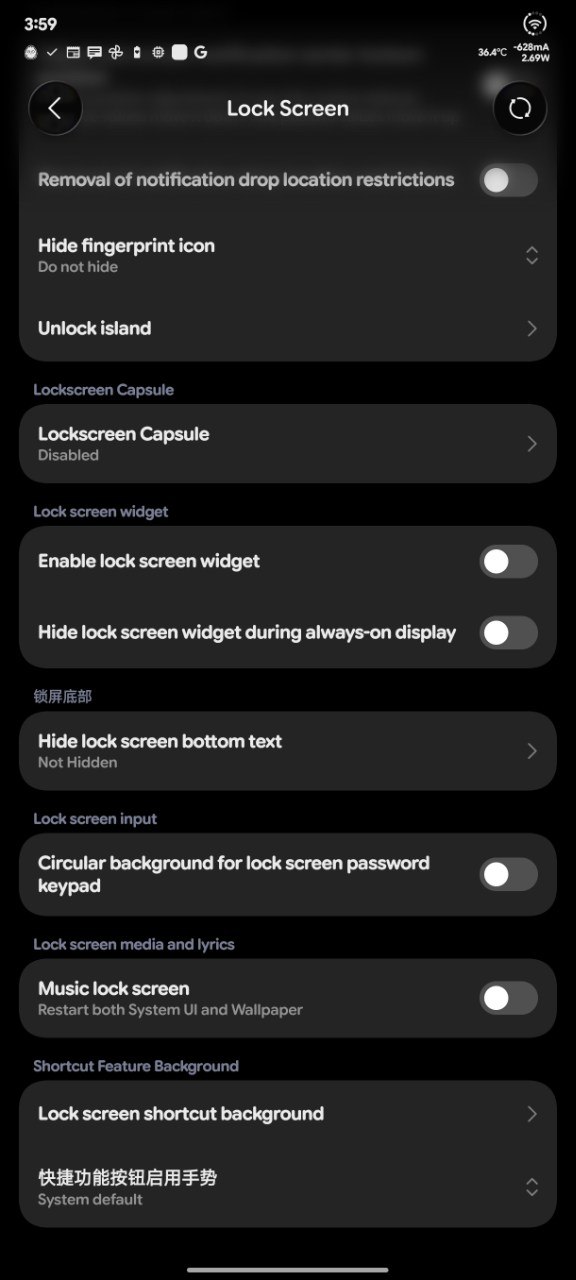 3:59
36.4°C
-628mA
2.69W
Lock Screen
Removal of notification drop location restrictions
Hide fingerprint icon
Do not hide
Unlock island
Lockscreen Capsule
Lockscreen Capsule
Disabled
Lock screen widget
Enable lock screen widget
Hide lock screen widget during always-on display
锁屏底部
Hide lock screen bottom text
Not Hidden
Lock screen input
Circular background for lock screen password
keypad
Lock screen media and lyrics
Music lock screen
Restart both System UI and Wallpaper
Shortcut Feature Background
Lock screen shortcut background
快捷功能按钮启用手势
System default